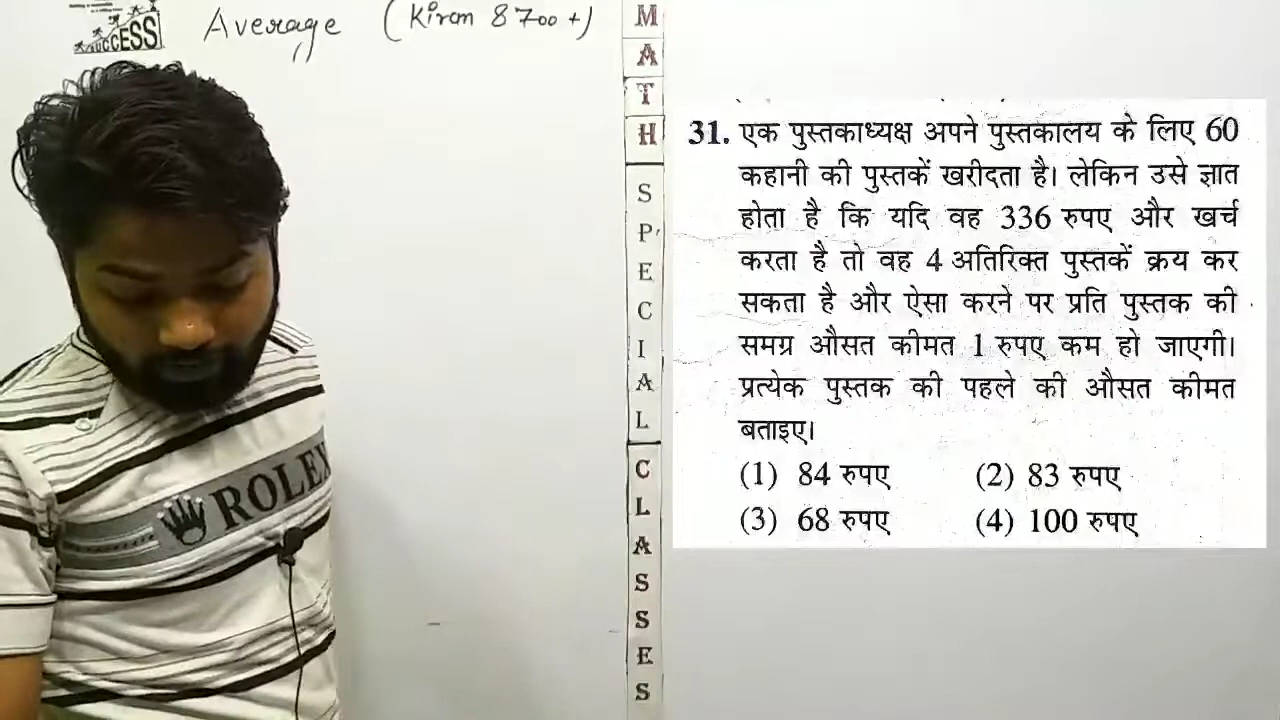 SUCCESS
Average (Kiran 8700+)
MATH SPECIAL CLASSES
ROLEX
31. एक पुस्तकाध्यक्ष अपने पुस्तकालय के लिए 60
कहानी की पुस्तकें खरीदता है। लेकिन उसे ज्ञात
होता है कि यदि वह 336 रुपए और खर्च
करता है तो वह 4 अतिरिक्त पुस्तकें क्रय कर
सकता है और ऐसा करने पर प्रति पुस्तक की
समग्र औसत कीमत 1 रुपए कम हो जाएगी।
प्रत्येक पुस्तक की पहले की औसत कीमत
बताइए।
(1) 84 रुपए (2) 83 रुपए
(3) 68 रुपए (4) 100 रुपए